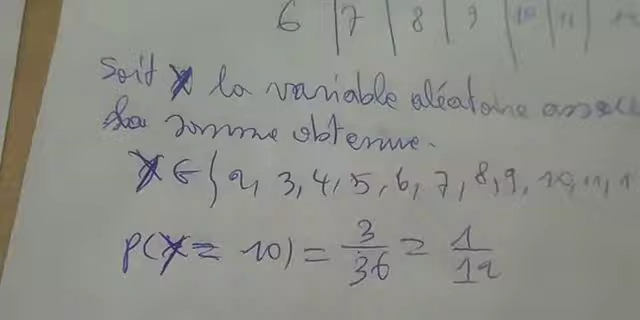 6 | 7 | 8 | 9 | 10 | 11 |
Soit X la variable aléatoire
somme obtenue.
X ∈ {2, 3, 4, 5, 6, 7, 8, 9, 10, 11, 1
P(X = 10) = 3/36 = 1/12